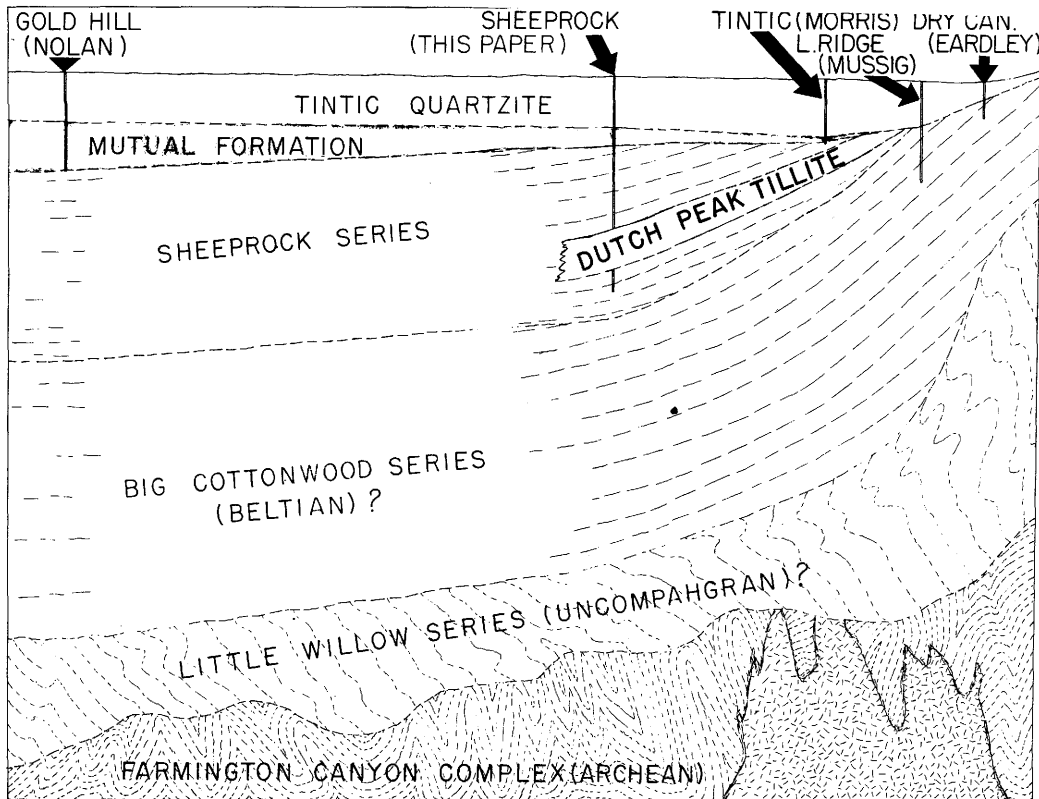 GOLD HILL
(NOLAN)
SHEEPROCK
(THIS PAPER)
TINTIC (MORRIS)
L. RIDGE
(MUSSIG)
DRY CAN.
(EARDLEY)
TINTIC QUARTZITE
MUTUAL FORMATION
SHEEPROCK SERIES
DUTCH PEAK TILLITE
BIG COTTONWOOD SERIES
(BELTIAN) ?
LITTLE WILLOW SERIES (UNCOMPAHGRAN)?
FARMINGTON CANYON COMPLEX (ARCHEAN)